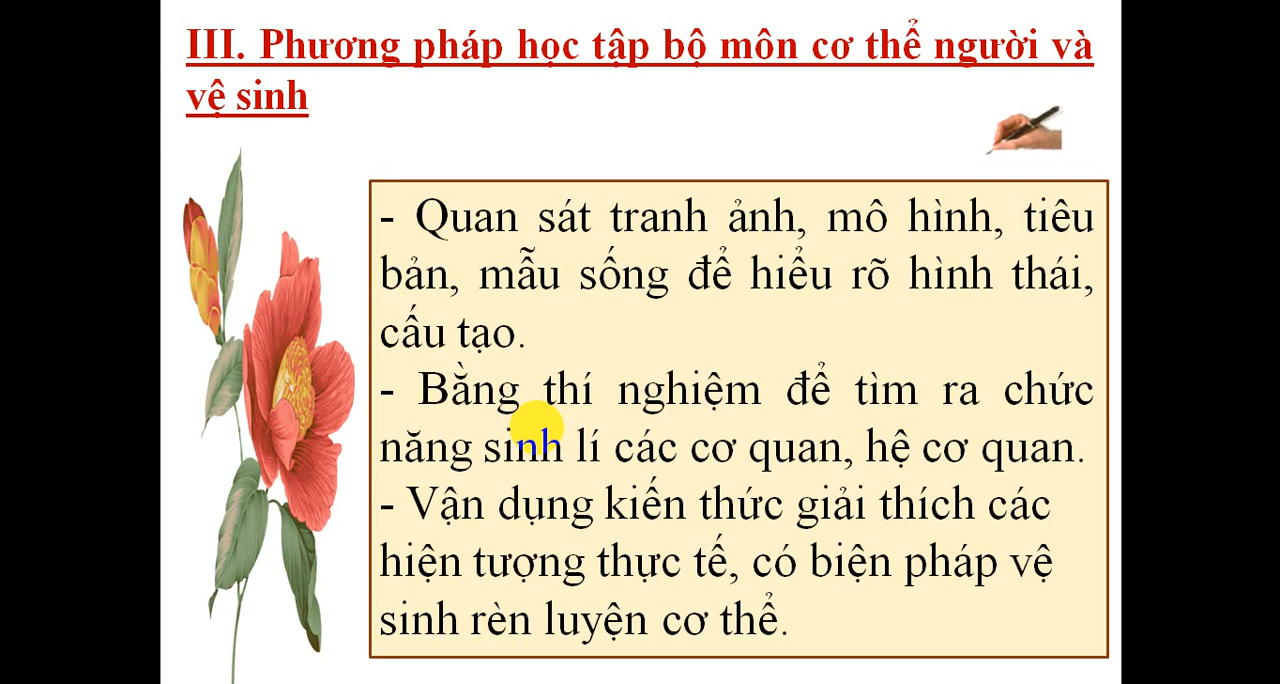 III. Phương pháp học tập bộ môn cơ thể người và
vệ sinh
- Quan sát tranh ảnh, mô hình, tiêu
bản, mẫu sống để hiểu rõ hình thái,
cấu tạo.
- Bằng thí nghiệm để tìm ra chức
năng sinh lí các cơ quan, hệ cơ quan.
- Vận dụng kiến thức giải thích các
hiện tượng thực tế, có biện pháp vệ
sinh rèn luyện cơ thể.